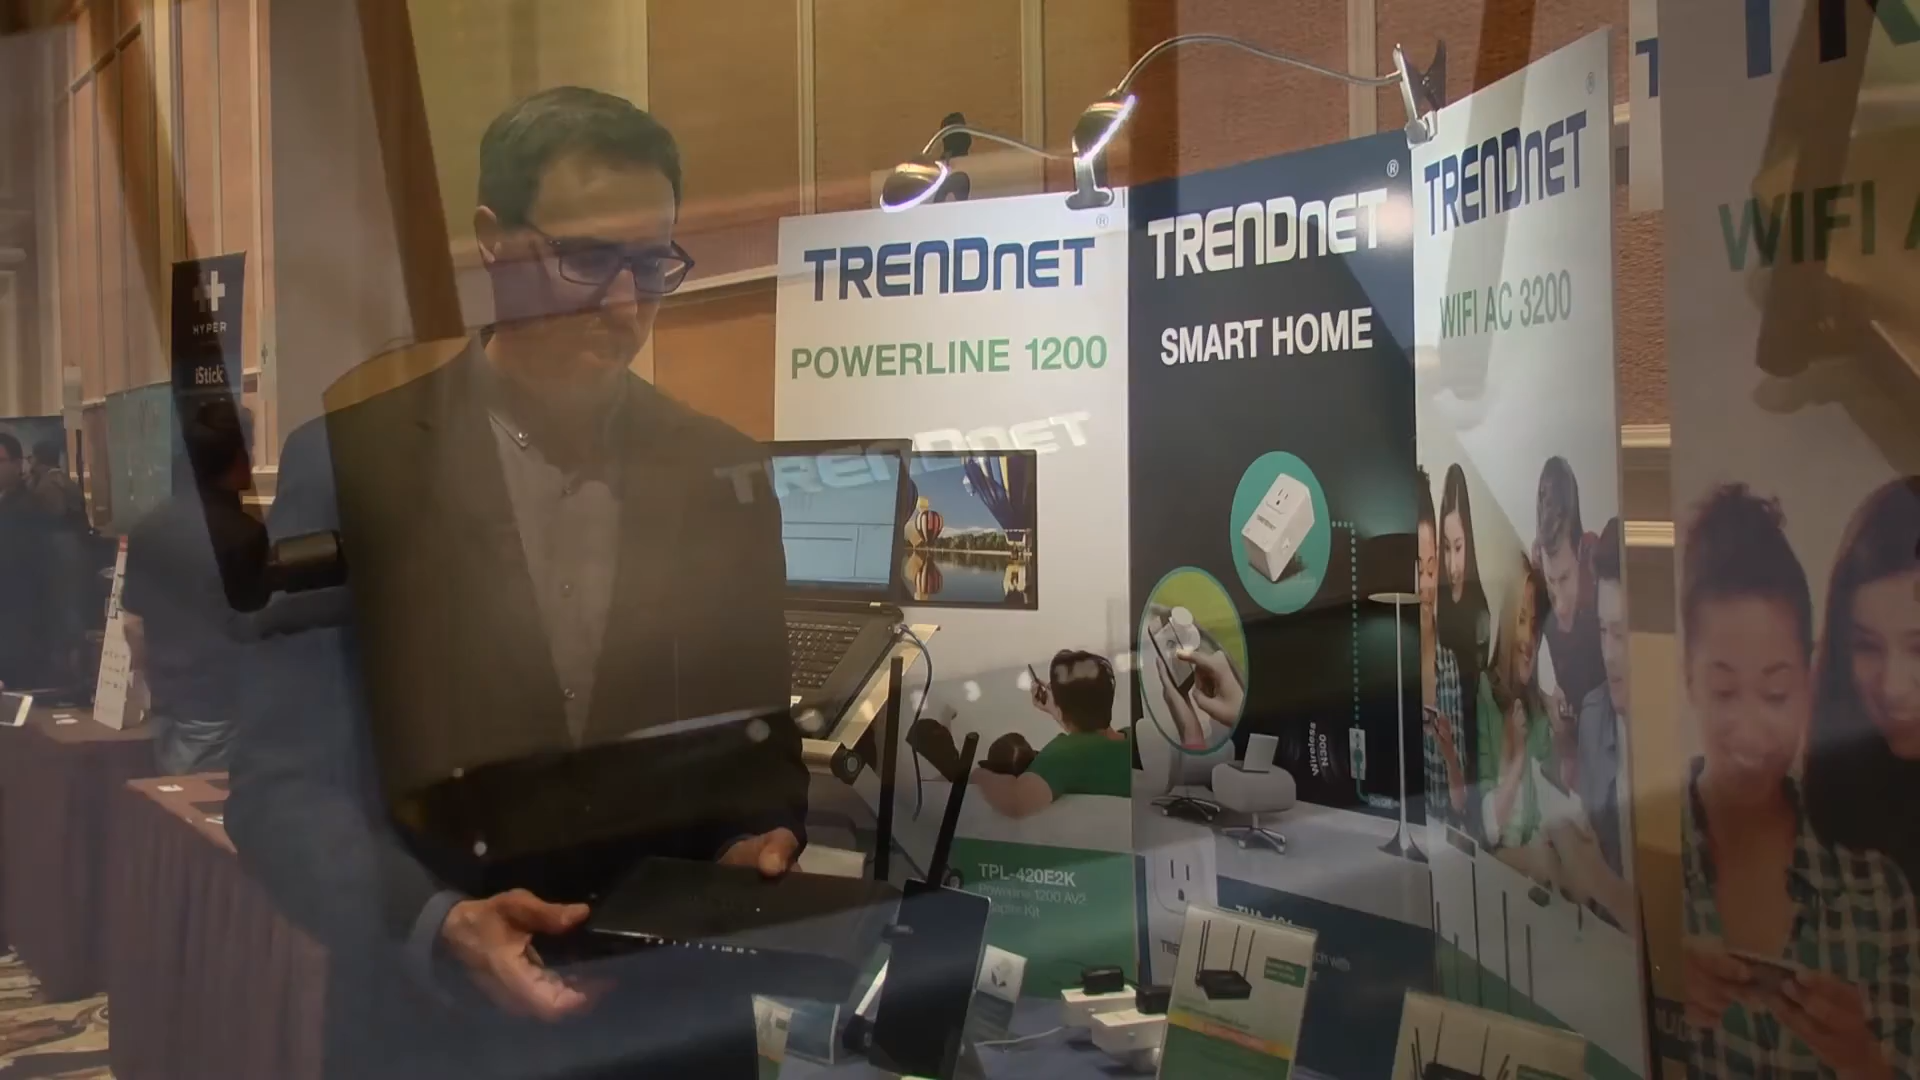 HYPER
iStick
TRENDNET®
POWERLINE 1200
TRENDNET
TPL-420E2K
Powerline 1200 AV2
TRENDNET®
SMART HOME
Wireless
N300
TRENDNET®
WIFI AC 3200
WIFI